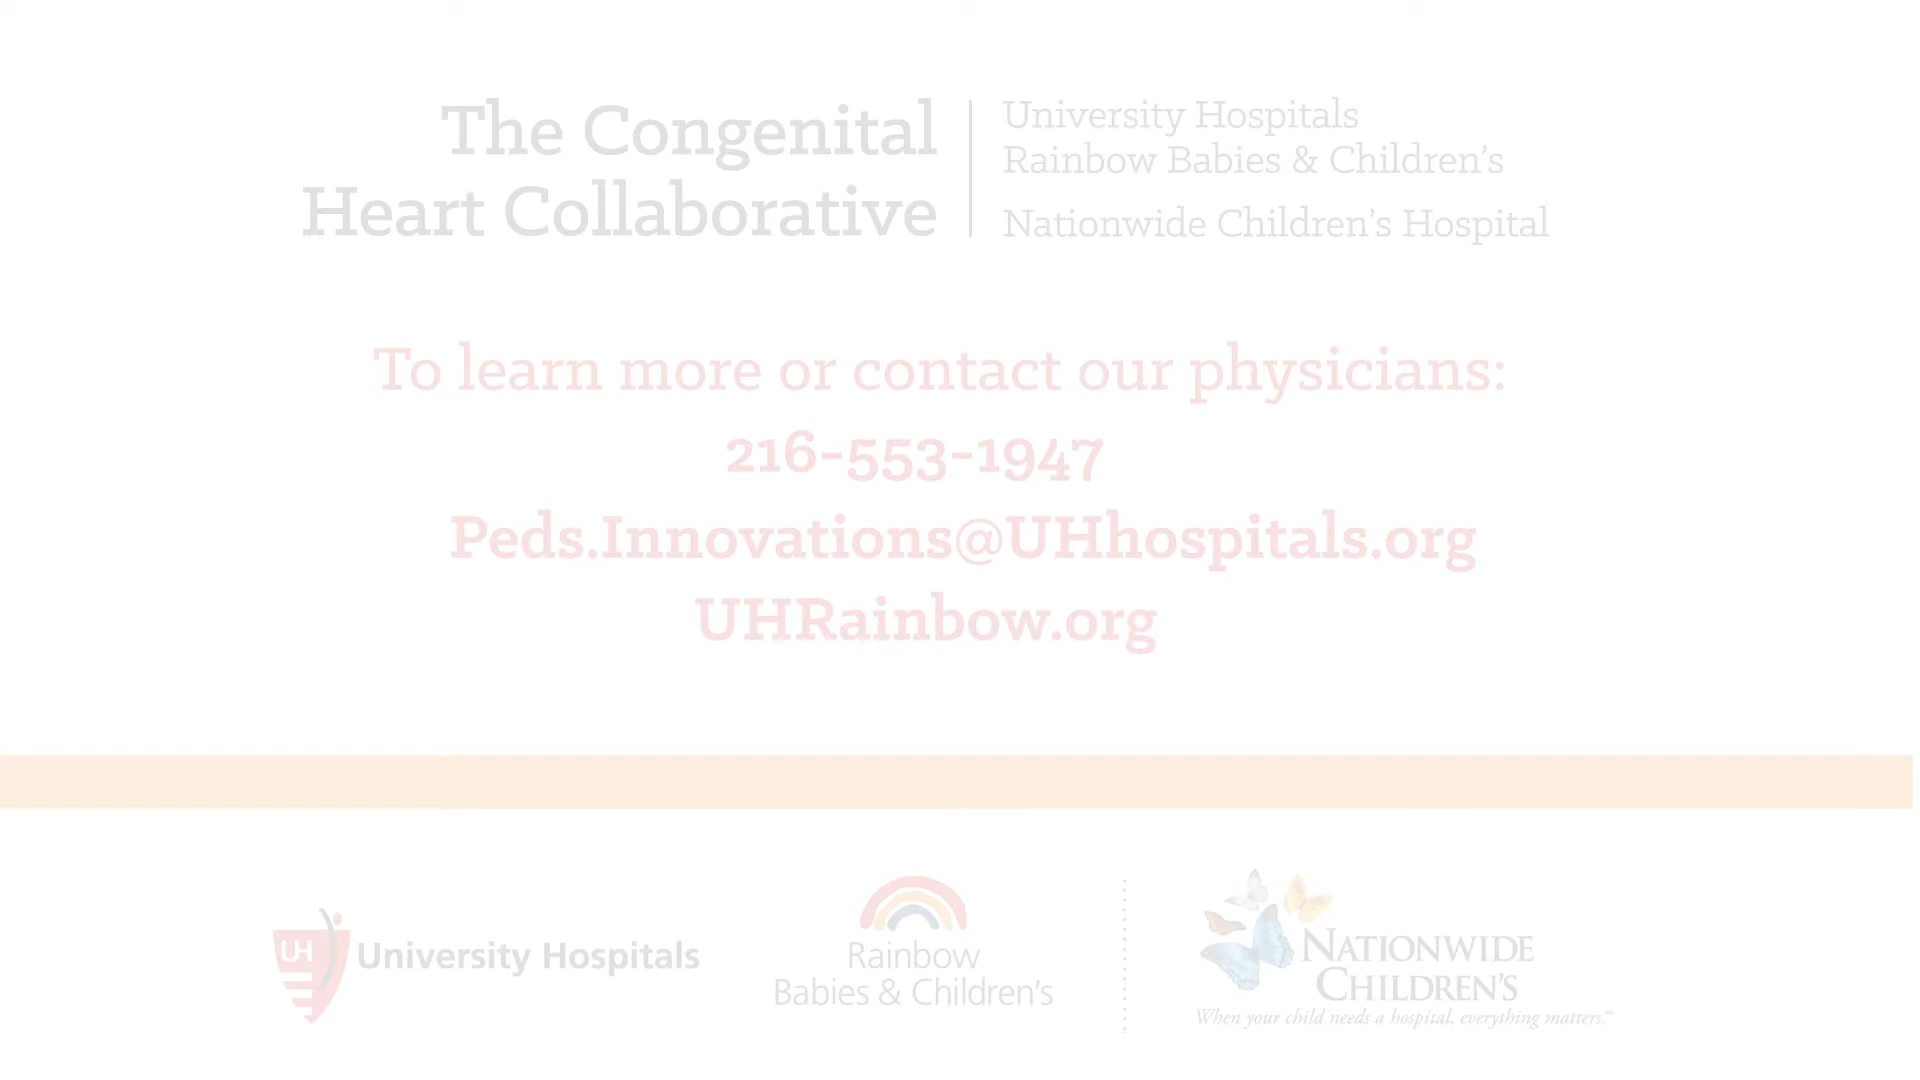 The Congenital
Heart Collaborative
University Hospitals
Rainbow Babies & Children’s
Nationwide Children’s Hospital
To learn more or contact our physicians:
216-553-1947
Peds.Innovations@UHhospitals.org
UHRainbow.org
UH University Hospitals
Rainbow
Babies & Children's
NATIONWIDE
CHILDREN'S
When your child needs a hospital, everything matters.℠